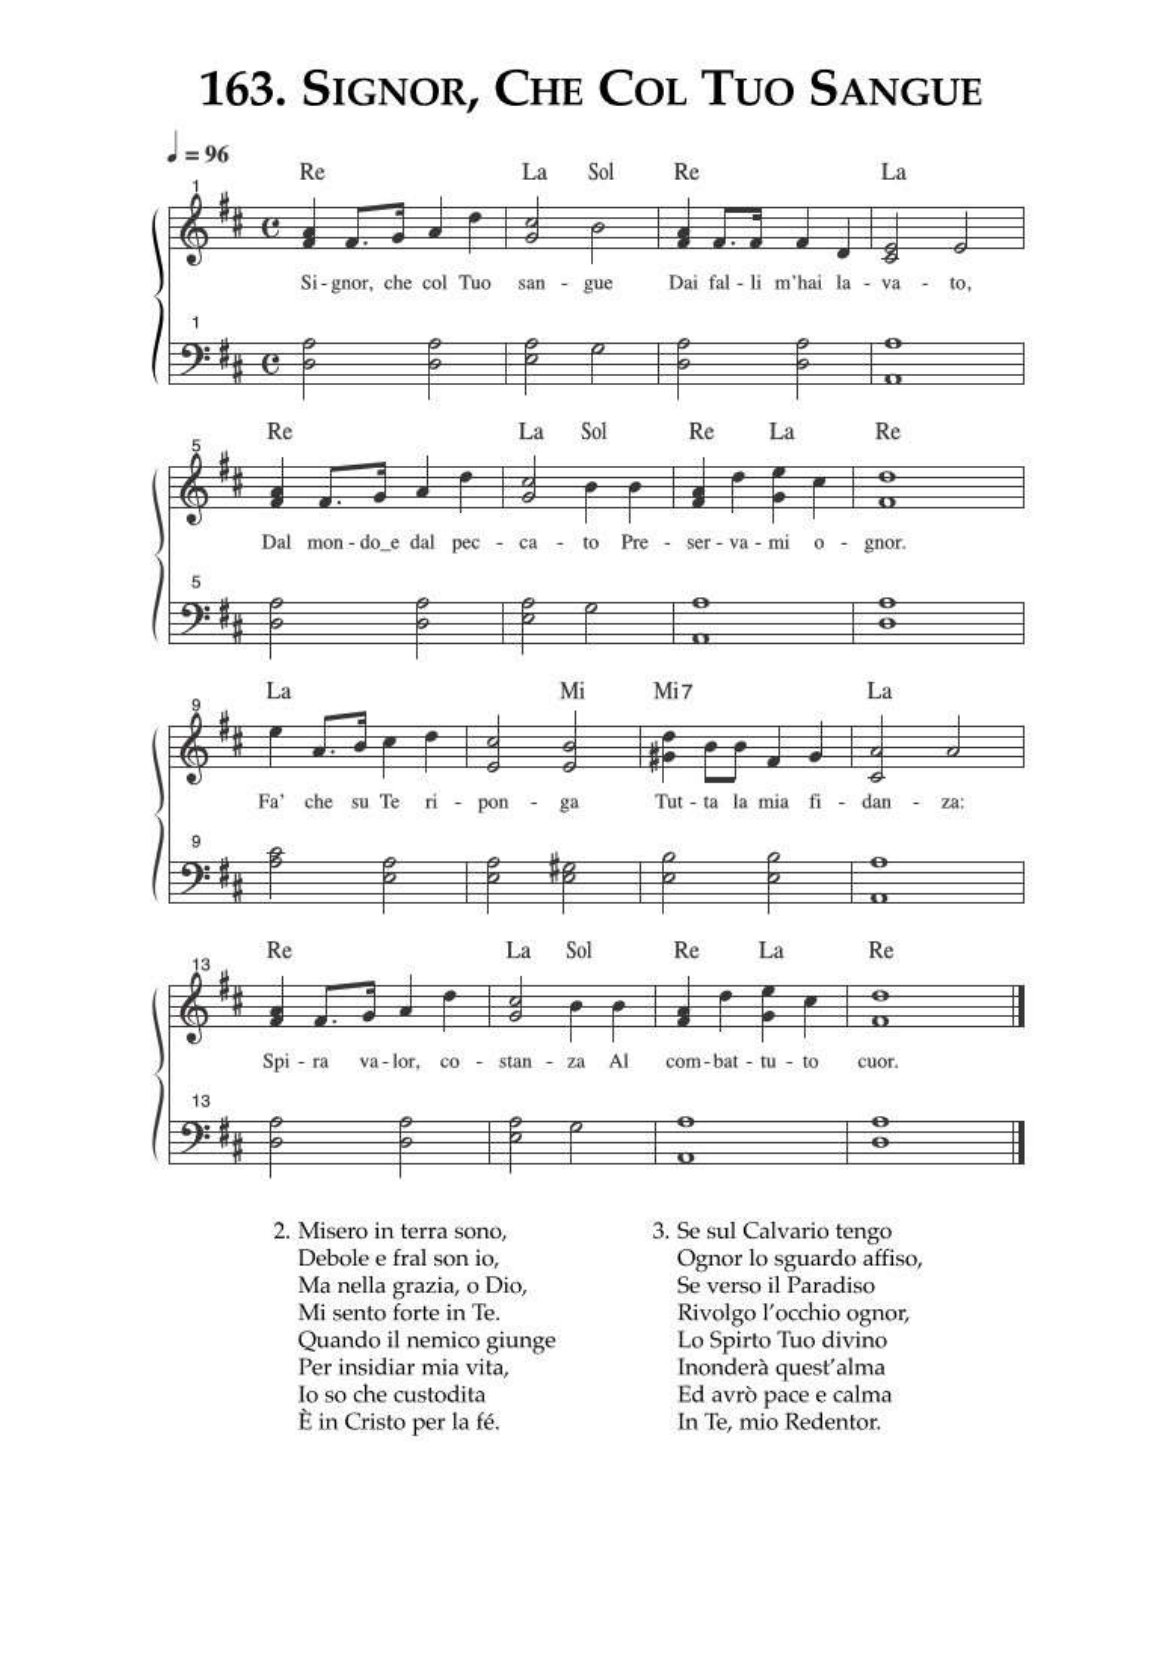 163. Signor, Che Col Tuo Sangue
♩ = 96
Re La Sol Re La
1
Si - gnor, che col Tuo san - gue Dai fal - li m'hai la - va - to,
1
Re La Sol Re La Re
5
Dal mon - do_e dal pec - ca - to Pre - ser - va - mi o - gnor.
5
La Mi Mi7 La
9
Fa' che su Te ri - pon - ga Tut - ta la mia fi - dan - za:
9
Re La Sol Re La Re
13
Spi - ra va - lor, co - stan - za Al com - bat - tu - to cuor.
13
2. Misero in terra sono,
Debole e fral son io,
Ma nella grazia, o Dio,
Mi sento forte in Te.
Quando il nemico giunge
Per insidiar mia vita,
Io so che custodita
È in Cristo per la fé.
3. Se sul Calvario tengo
Ognor lo sguardo affiso,
Se verso il Paradiso
Rivolgo l'occhio ognor,
Lo Spirto Tuo divino
Inonderà quest'alma
Ed avrò pace e calma
In Te, mio Redentor.